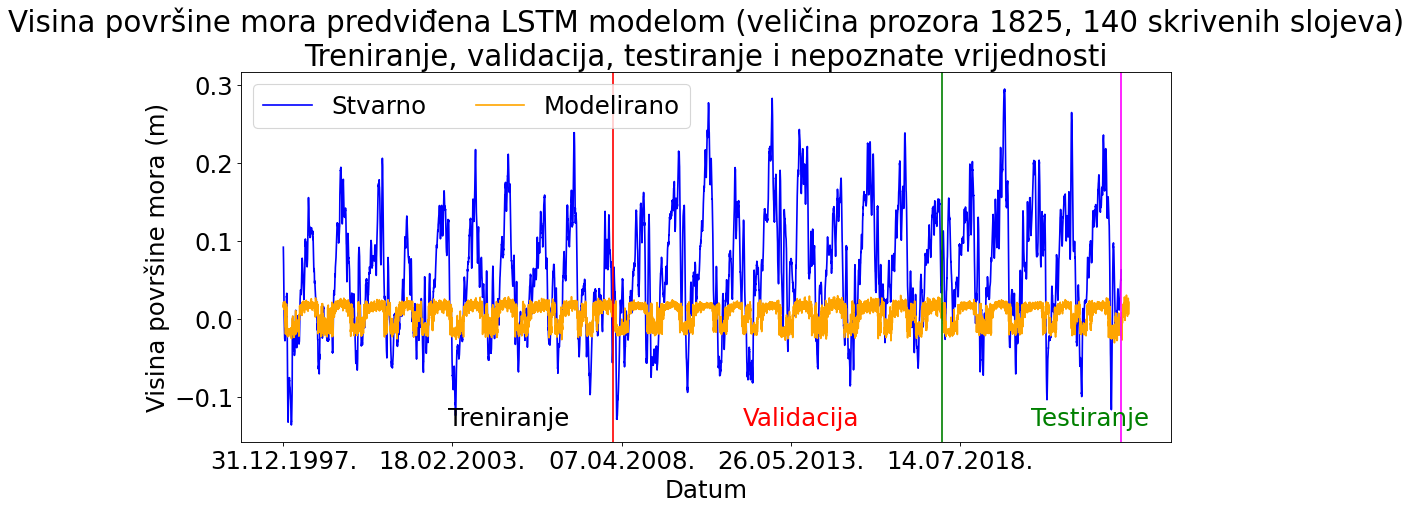 Visina površine mora predviđena LSTM modelom (veličina prozora 1825, 140 skrivenih slojeva)
Treniranje, validacija, testiranje i nepoznate vrijednosti
Stvarno
Modelirano
Visina površine mora (m)
0.3
0.2
0.1
0.0
−0.1
Treniranje
Validacija
Testiranje
31.12.1997.
18.02.2003.
07.04.2008.
26.05.2013.
14.07.2018.
Datum